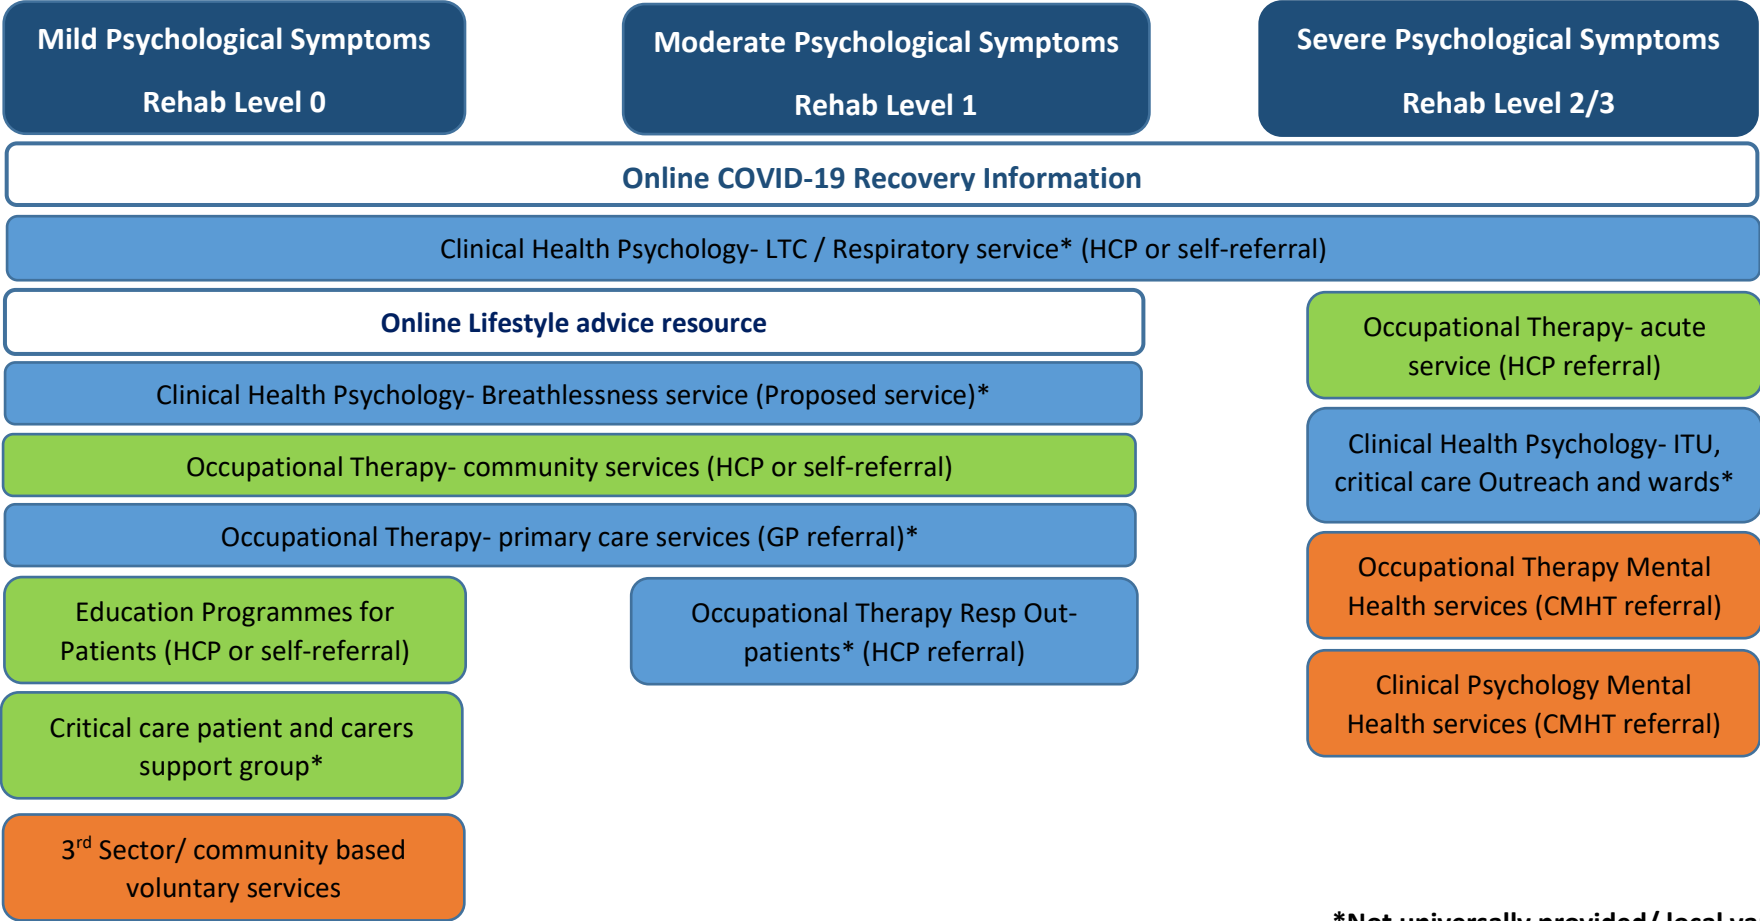 Mild Psychological Symptoms
Rehab Level 0
Moderate Psychological Symptoms
Rehab Level 1
Severe Psychological Symptoms
Rehab Level 2/3
Online COVID-19 Recovery Information
Clinical Health Psychology- LTC / Respiratory service* (HCP or self-referral)
Online Lifestyle advice resource
Clinical Health Psychology- Breathlessness service (Proposed service)*
Occupational Therapy- community services (HCP or self-referral)
Occupational Therapy- primary care services (GP referral)*
Education Programmes for
Patients (HCP or self-referral)
Critical care patient and carers
support group*
3rd Sector/ community based
voluntary services
Occupational Therapy Resp Out-
patients* (HCP referral)
Occupational Therapy- acute
service (HCP referral)
Clinical Health Psychology- ITU,
critical care Outreach and wards*
Occupational Therapy Mental
Health services (CMHT referral)
Clinical Psychology Mental
Health services (CMHT referral)
*Not universally provided/ local